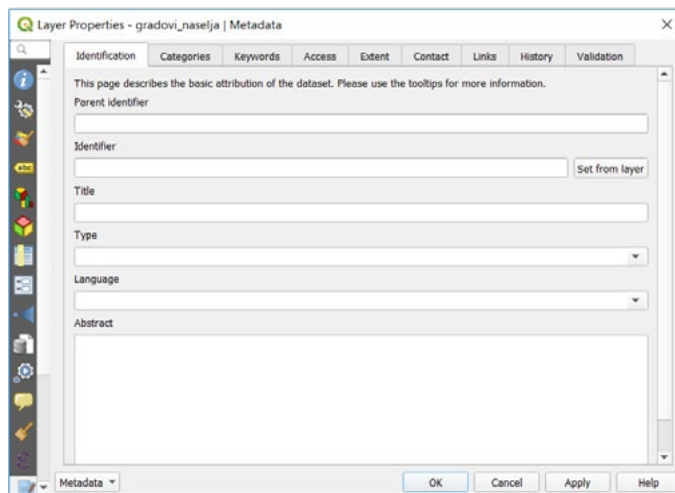 Layer Properties - gradovi_naselja | Metadata
Identification Categories Keywords Access Extent Contact Links History Validation
This page describes the basic attribution of the dataset. Please use the tooltips for more information.
Parent identifier
Identifier
Set from layer
Title
Type
Language
Abstract
Metadata OK Cancel Apply Help